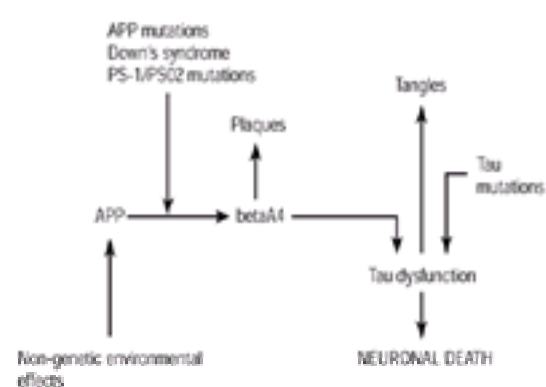 APP mutations
Down's syndrome
PS-1/PS02 mutations
Tangles
Plaques
Tau
mutations
APP
betaA4
Tau dysfunction
Non-genetic environmental
effects
NEURONAL DEATH